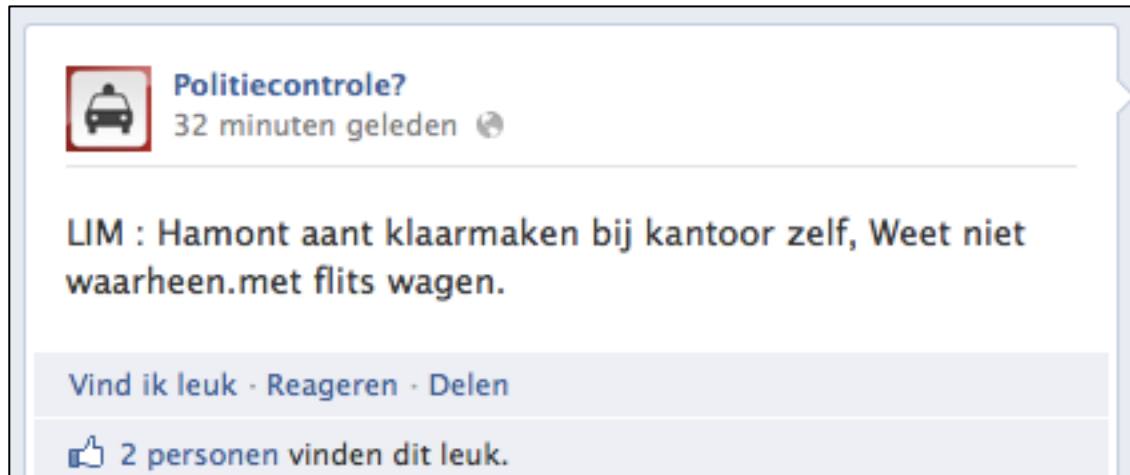 Politiecontrole?
32 minuten geleden
LIM : Hamont aant klaarmaken bij kantoor zelf, Weet niet
waarheen.met flits wagen.
Vind ik leuk · Reageren · Delen
2 personen vinden dit leuk.